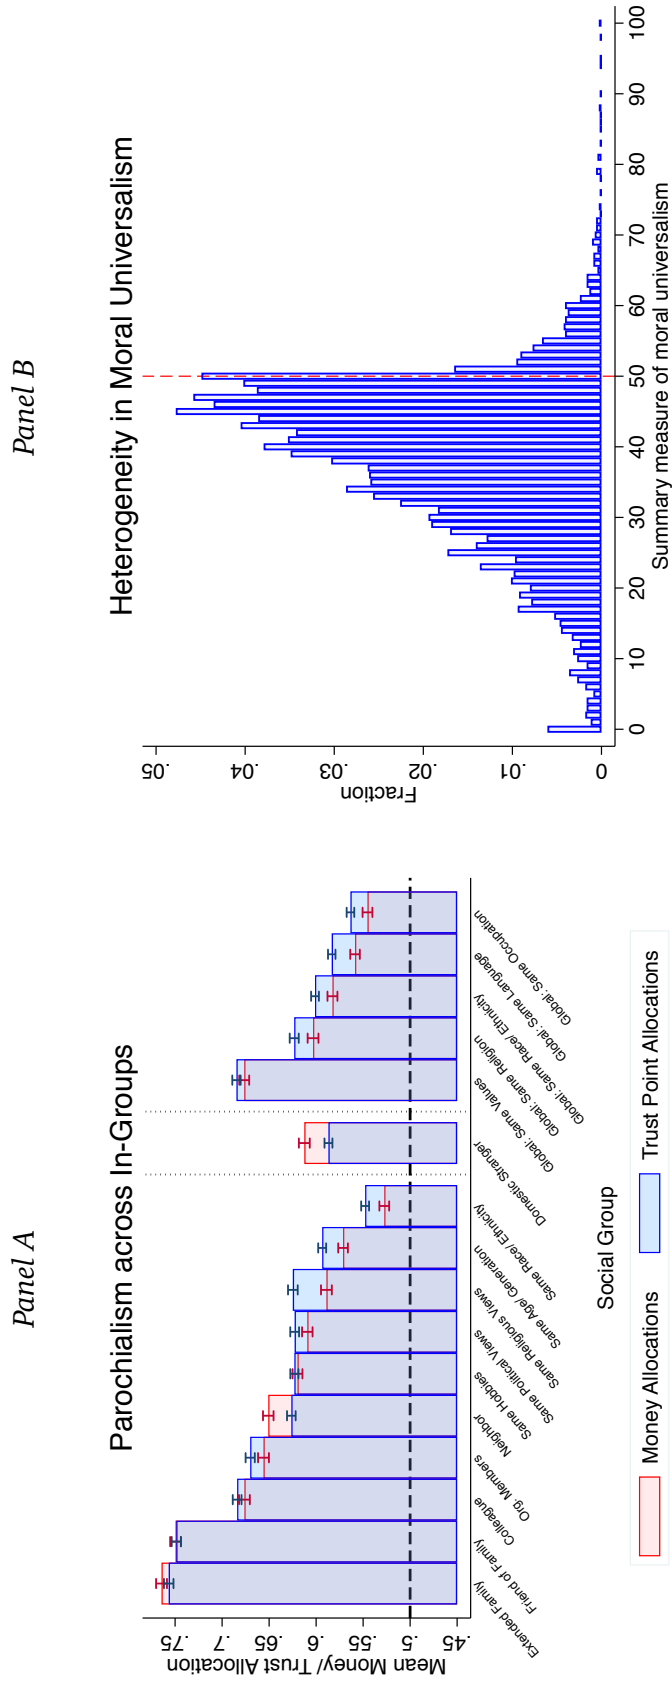 Panel A
Parochialism across In-Groups
Mean Money/ Trust Allocation
.75
.7
.65
.6
.55
.5
.45
Extended Family
Friend of Family
Colleague
Org. Members
Neighbor
Same Hobbies
Same Political Views
Same Religious Views
Same Age/ Generation
Same Race/ Ethnicity
Domestic Stranger
Global: Same Values
Global: Same Religion
Global: Same Race/ Ethnicity
Global: Same Language
Global: Same Occupation
Social Group
Money Allocations
Trust Point Allocations
Panel B
Heterogeneity in Moral Universalism
Fraction
.05
.04
.03
.02
.01
0
0 10 20 30 40 50 60 70 80 90 100
Summary measure of moral universalism